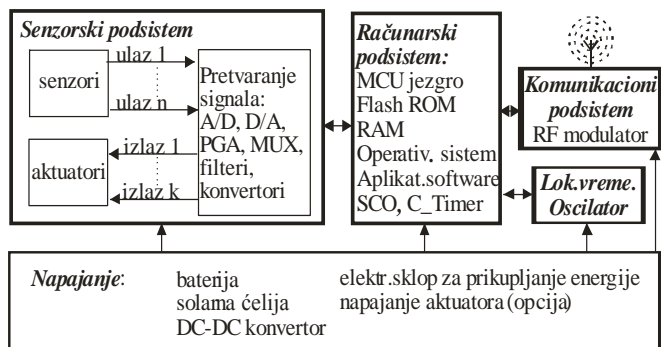 Senzorski podsistem
senzori
ulaz 1
ulaz n
aktuatori
izlaz 1
izlaz k
Pretvaranje
signala:
A/D, D/A,
PGA, MUX,
filteri,
konvertori
Računarski
podsistem:
MCU jezgro
Flash ROM
RAM
Operativ. sistem
Aplikat.software
SCO, C_Timer
Komunikacioni
podsistem
RF modulator
Lok.vreme.
Oscilator
Napajanje:
baterija
solarna ćelija
DC-DC konvertor
elektr.sklop za prikupljanje energije
napajanje aktuatora (opcija)